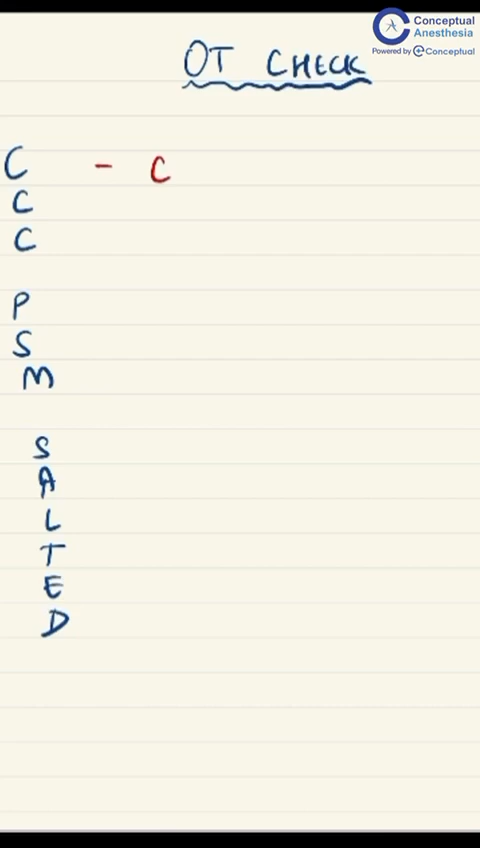 Conceptual
Anesthesia
Powered by Conceptual
OT CHECK
C - C
C
C
P
S
M
S
A
L
T
E
D